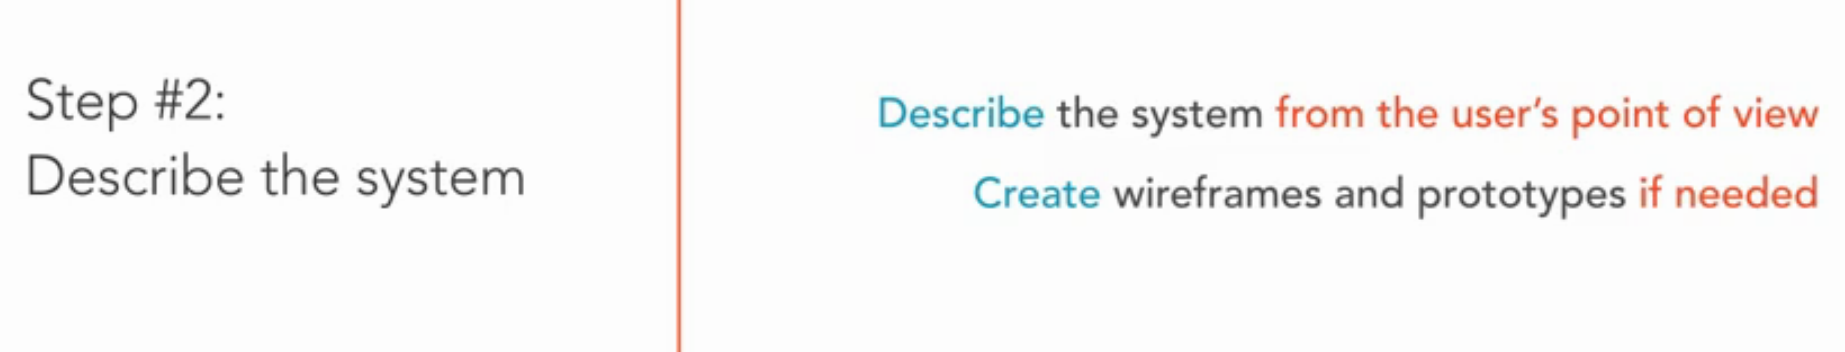 Step #2:
Describe the system
Describe the system from the user’s point of view
Create wireframes and prototypes if needed